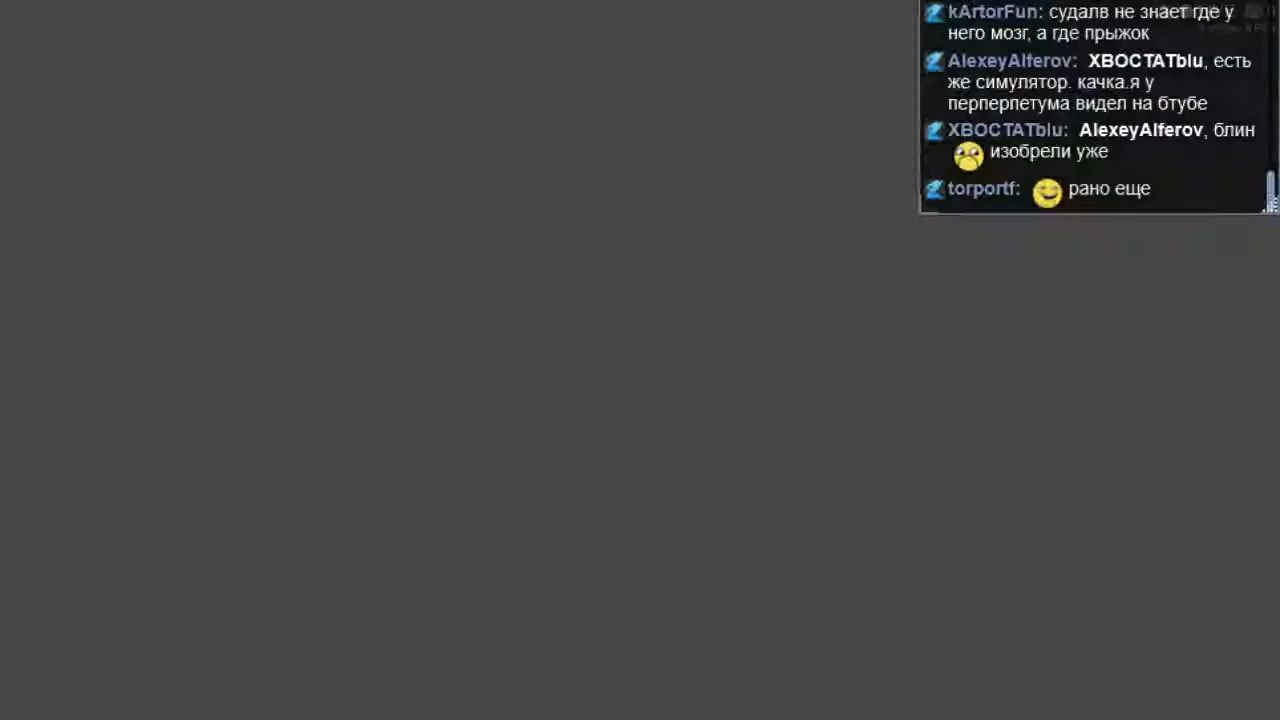 kArtorFun: судалв не знает где у
него мозг, а где прыжок
AlexeyAlferov: XBOCTATblu, есть
же симулятор. качка.я у
перперпетума видел на бтубе
XBOCTATblu: AlexeyAlferov, блин
изобрели уже
torportf: рано еще